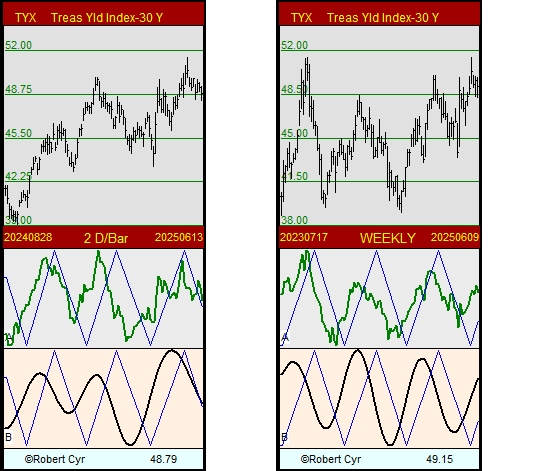 TYX Treas Yld Index-30 Y
52.00
48.75
45.50
42.25
39.00
20240828 2 D/Bar 20250613
A
B
©Robert Cyr 48.79
TYX Treas Yld Index-30 Y
52.00
48.50
45.00
41.50
38.00
20230717 WEEKLY 20250609
A
B
©Robert Cyr 49.15